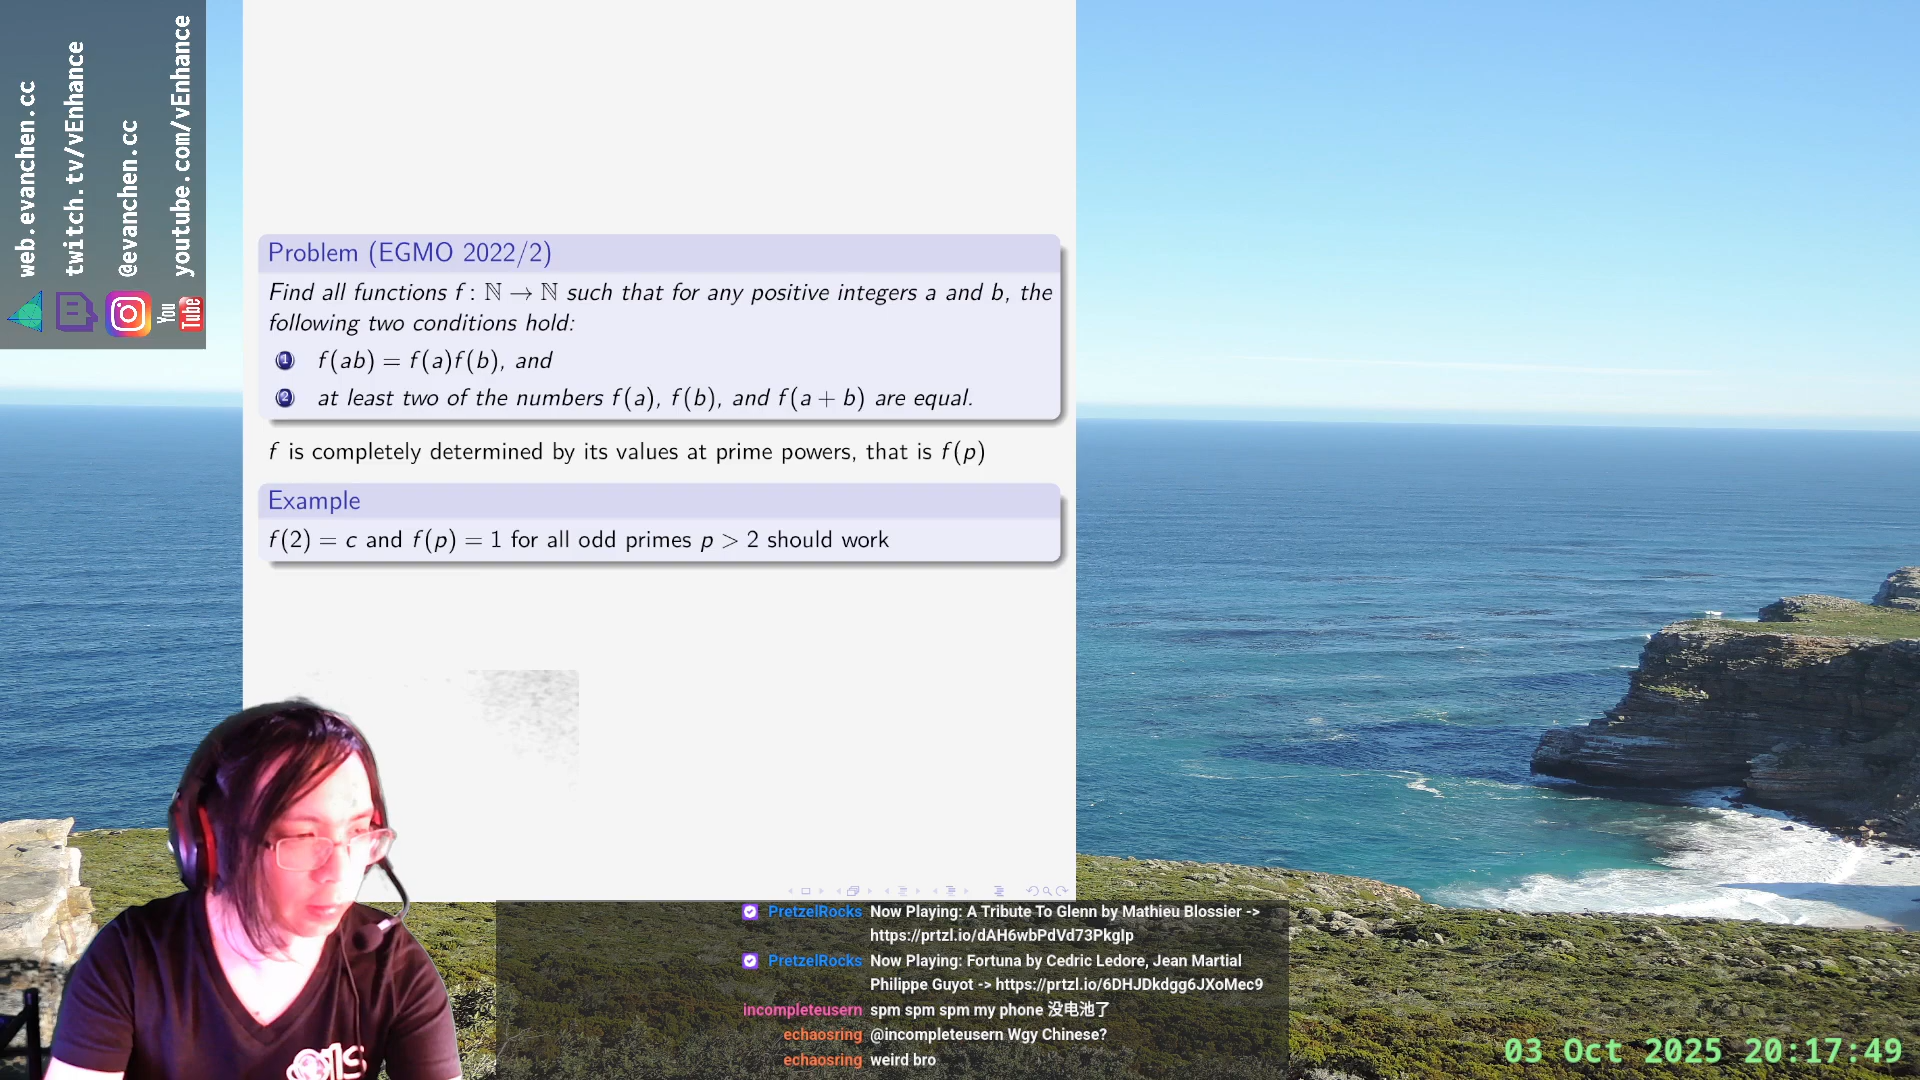 web.evanchen.cc
twitch.tv/vEnhance
@evanchen.cc
youtube.com/vEnhance
You
Tube
Problem (EGMO 2022/2)
Find all functions f : ℕ → ℕ such that for any positive integers a and b, the
following two conditions hold:
1 f(ab) = f(a)f(b), and
2 at least two of the numbers f(a), f(b), and f(a + b) are equal.
f is completely determined by its values at prime powers, that is f(p)
Example
f(2) = c and f(p) = 1 for all odd primes p > 2 should work
PretzelRocks Now Playing: A Tribute To Glenn by Mathieu Blossier ->
https://prtzl.io/dAH6wbPdVd73PkgIp
PretzelRocks Now Playing: Fortuna by Cedric Ledore, Jean Martial
Philippe Guyot -> https://prtzl.io/6DHJDkdgg6JXoMec9
incompleteusern spm spm spm my phone 没电池了
echaosring @incompleteusern Wgy Chinese?
echaosring weird bro
03 Oct 2025 20:17:49